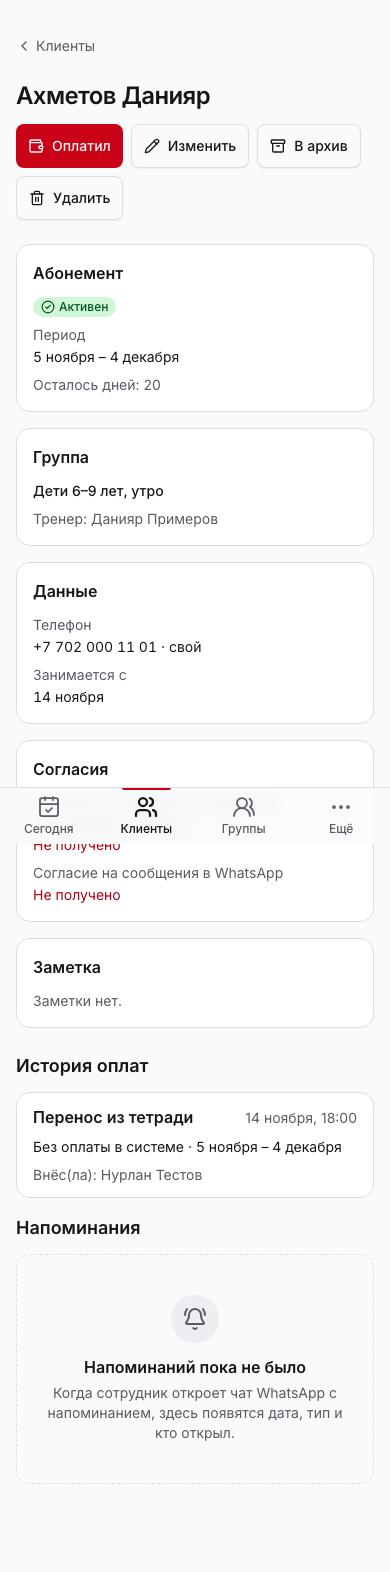 Клиенты
Ахметов Данияр
Оплатил
Изменить
В архив
Удалить
Абонемент
Активен
Период
5 ноября – 4 декабря
Осталось дней: 20
Группа
Дети 6–9 лет, утро
Тренер: Данияр Примеров
Данные
Телефон
+7 702 000 11 01 · свой
Занимается с
14 ноября
Согласия
Сегодня
Клиенты
Группы
Ещё
Не получено
Согласие на сообщения в WhatsApp
Не получено
Заметка
Заметки нет.
История оплат
Перенос из тетради
14 ноября, 18:00
Без оплаты в системе · 5 ноября – 4 декабря
Внёс(ла): Нурлан Тестов
Напоминания
Напоминаний пока не было
Когда сотрудник откроет чат WhatsApp с
напоминанием, здесь появятся дата, тип и
кто открыл.